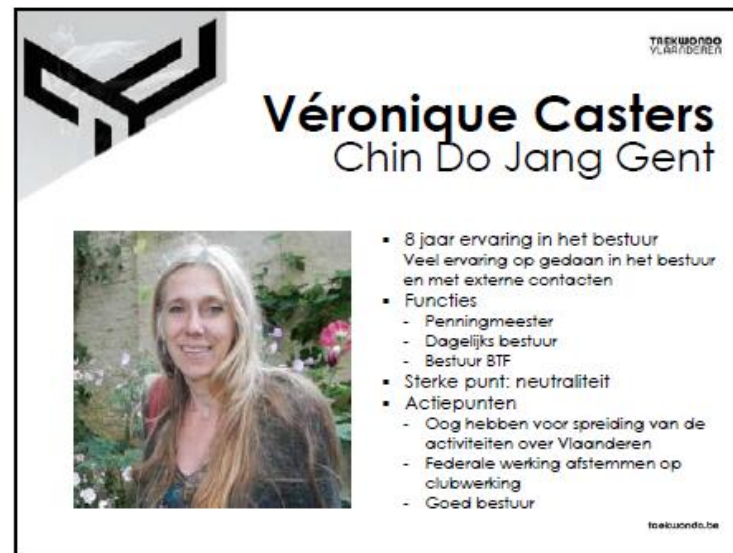 TAEKWONDO
VLAANDEREN
Véronique Casters
Chin Do Jang Gent
▪ 8 jaar ervaring in het bestuur
Veel ervaring op gedaan in het bestuur
en met externe contacten
▪ Functies
- Penningmeester
- Dagelijks bestuur
- Bestuur BTF
▪ Sterke punt: neutraliteit
▪ Actiepunten
- Oog hebben voor spreiding van de
activiteiten over Vlaanderen
- Federale werking afstemmen op
clubwerking
- Goed bestuur
taekwondo.be